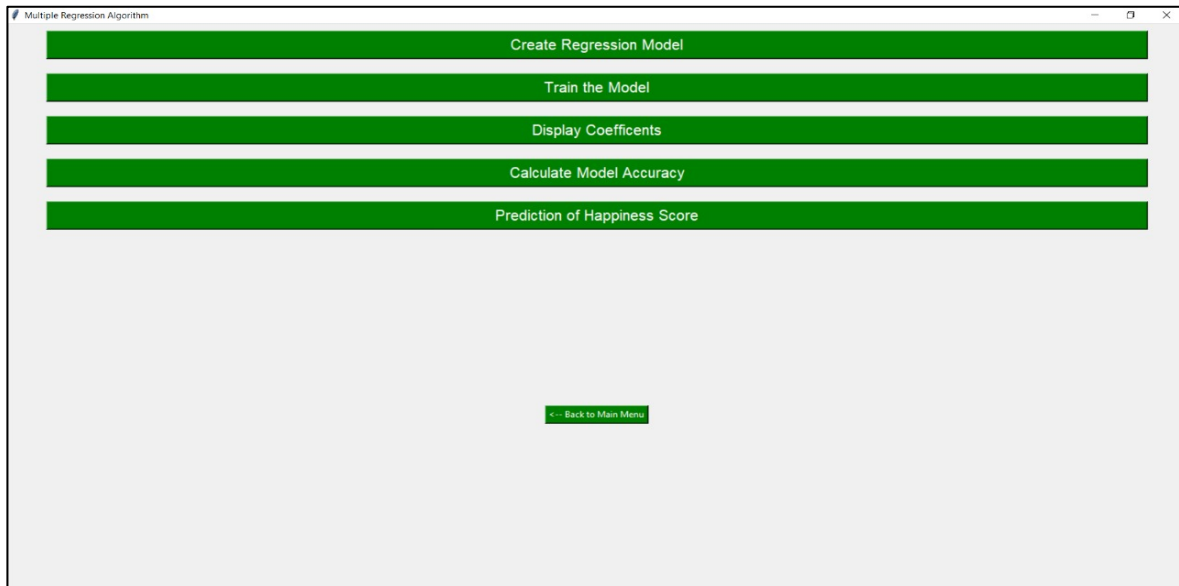 Multiple Regression Algorithm
Create Regression Model
Train the Model
Display Coefficents
Calculate Model Accuracy
Prediction of Happiness Score
<-- Back to Main Menu